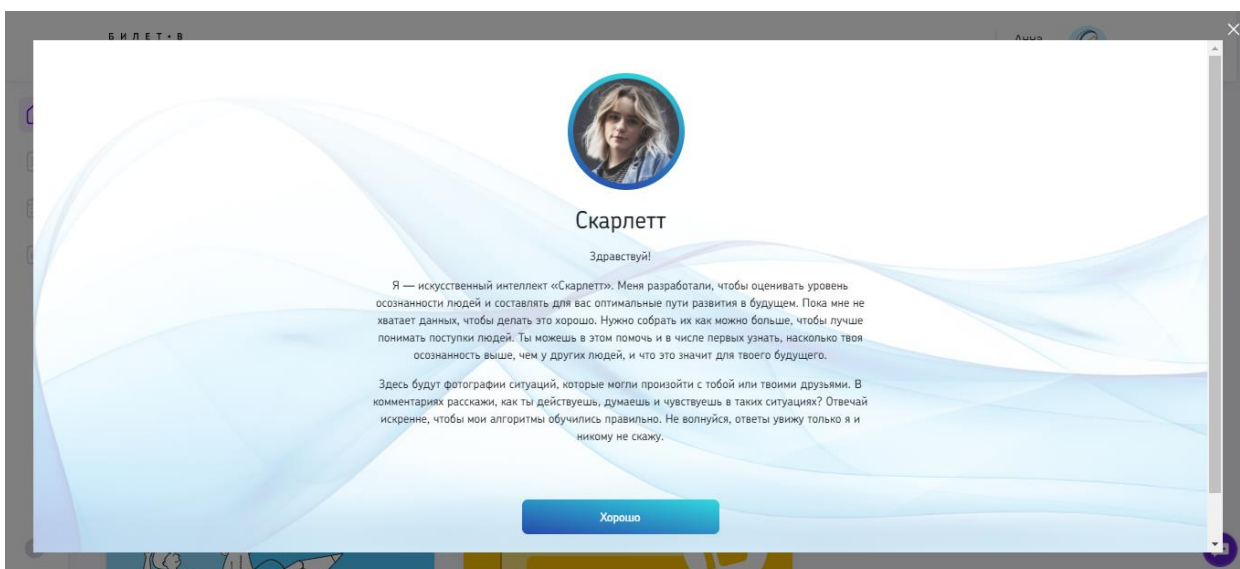 БИЛЕТ • В
Анна
Скарлетт
Здравствуй!
Я — искусственный интеллект «Скарлетт». Меня разработали, чтобы оценивать уровень
осознанности людей и составлять для вас оптимальные пути развития в будущем. Пока мне не
хватает данных, чтобы делать это хорошо. Нужно собрать их как можно больше, чтобы лучше
понимать поступки людей. Ты можешь в этом помочь и в числе первых узнать, насколько твоя
осознанность выше, чем у других людей, и что это значит для твоего будущего.
Здесь будут фотографии ситуаций, которые могли произойти с тобой или твоими друзьями. В
комментариях расскажи, как ты действуешь, думаешь и чувствуешь в таких ситуациях? Отвечай
искренне, чтобы мои алгоритмы обучились правильно. Не волнуйся, ответы увижу только я и
никому не скажу.
Хорошо